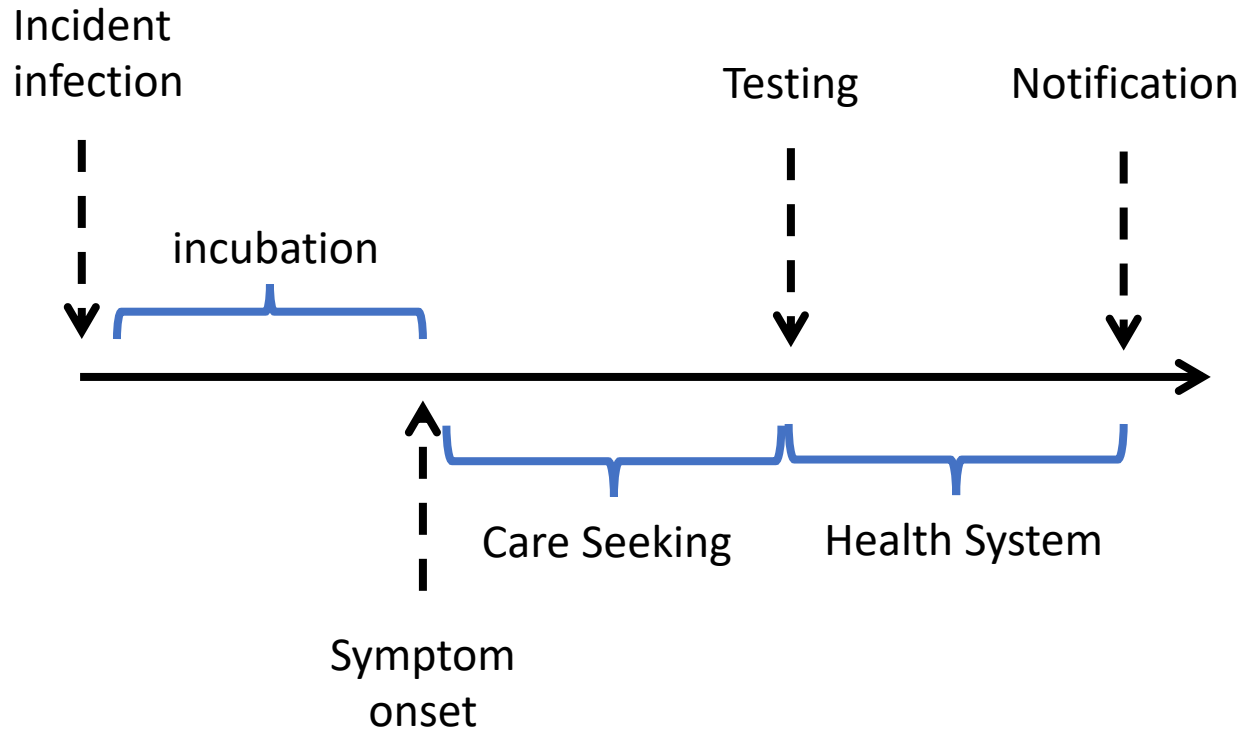 Incident
infection
Testing
Notification
incubation
Care Seeking
Health System
Symptom
onset